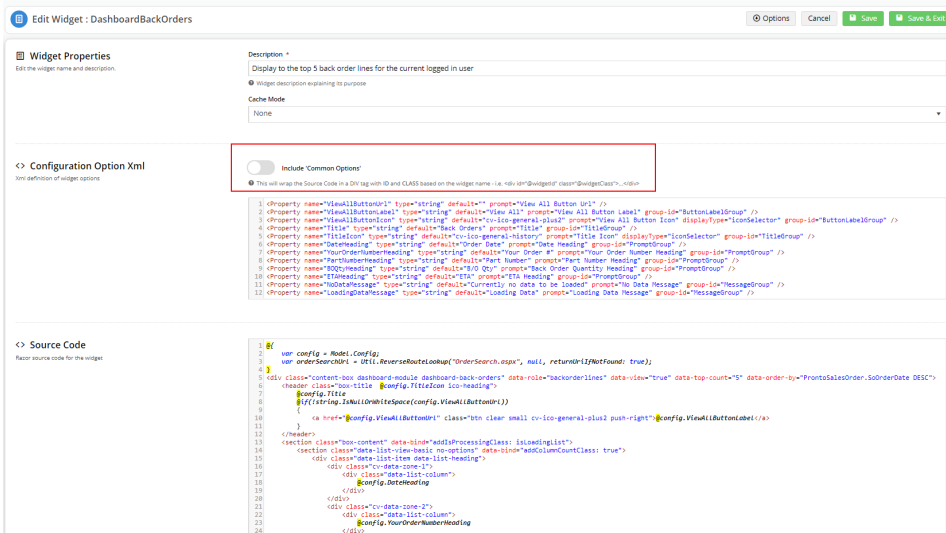 Edit Widget : DashboardBackOrders
Options
Cancel
Save
Save & Exit
Widget Properties
Edit the widget name and description.
Description *
Display to the top 5 back order lines for the current logged in user
Widget description explaining its purpose
Cache Mode
None
<> Configuration Option Xml
Xml definition of widget options
Include 'Common Options'
This will wrap the Source Code in a DIV tag with ID and CLASS based on the widget name - i.e. <div id="@widgetId" class="@widgetClass">...</div>
1 <Property name="ViewAllButtonUrl" type="string" default="" prompt="View All Button Url" />
2 <Property name="ViewAllButtonLabel" type="string" default="View All" prompt="View All Button Label" group-id="ButtonLabelGroup" />
3 <Property name="ViewAllButtonIcon" type="string" default="cv-ico-general-plus2" prompt="View All Button Icon" displayType="iconSelector" group-id="ButtonLabelGroup" />
4 <Property name="Title" type="string" default="Back Orders" prompt="Title" group-id="TitleGroup" />
5 <Property name="TitleIcon" type="string" default="cv-ico-general-history" prompt="Title Icon" displayType="iconSelector" group-id="TitleGroup" />
6 <Property name="DateHeading" type="string" default="Order Date" prompt="Date Heading" group-id="PromptGroup" />
7 <Property name="YourOrderNumberHeading" type="string" default="Your Order #" prompt="Your Order Number Heading" group-id="PromptGroup" />
8 <Property name="PartNumberHeading" type="string" default="Part Number" prompt="Part Number Heading" group-id="PromptGroup" />
9 <Property name="BOQtyHeading" type="string" default="B/O Qty" prompt="Back Order Quantity Heading" group-id="PromptGroup" />
10 <Property name="ETAHeading" type="string" default="ETA" prompt="ETA Heading" group-id="PromptGroup" />
11 <Property name="NoDataMessage" type="string" default="Currently no data to be loaded" prompt="No Data Message" group-id="MessageGroup" />
12 <Property name="LoadingDataMessage" type="string" default="Loading Data" prompt="Loading Data Message" group-id="MessageGroup" />
<> Source Code
Razor source code for the widget
1 @{
2 var config = Model.Config;
3 var orderSearchUrl = Util.ReverseRouteLookup("OrderSearch.aspx", null, returnUrlIfNotFound: true);
4 }
5 <div class="content-box dashboard-module dashboard-back-orders" data-role="backorderlines" data-view="true" data-top-count="5" data-order-by="ProntoSalesOrder.SoOrderDate DESC">
6 <header class="box-title @config.TitleIcon ico-heading">
7 @config.Title
8 @if(!string.IsNullOrWhiteSpace(config.ViewAllButtonUrl))
9 {
10 <a href="@config.ViewAllButtonUrl" class="btn clear small cv-ico-general-plus2 push-right">@config.ViewAllButtonLabel</a>
11 }
12 </header>
13 <section class="box-content" data-bind="addIsProcessingClass: isLoadingList">
14 <section class="data-list-view-basic no-options" data-bind="addColumnCountClass: true">
15 <div class="data-list-item data-list-heading">
16 <div class="cv-data-zone-1">
17 <div class="data-list-column">
18 @config.DateHeading
19 </div>
20 </div>
21 <div class="cv-data-zone-2">
22 <div class="data-list-column">
23 @config.YourOrderNumberHeading
24 </div>